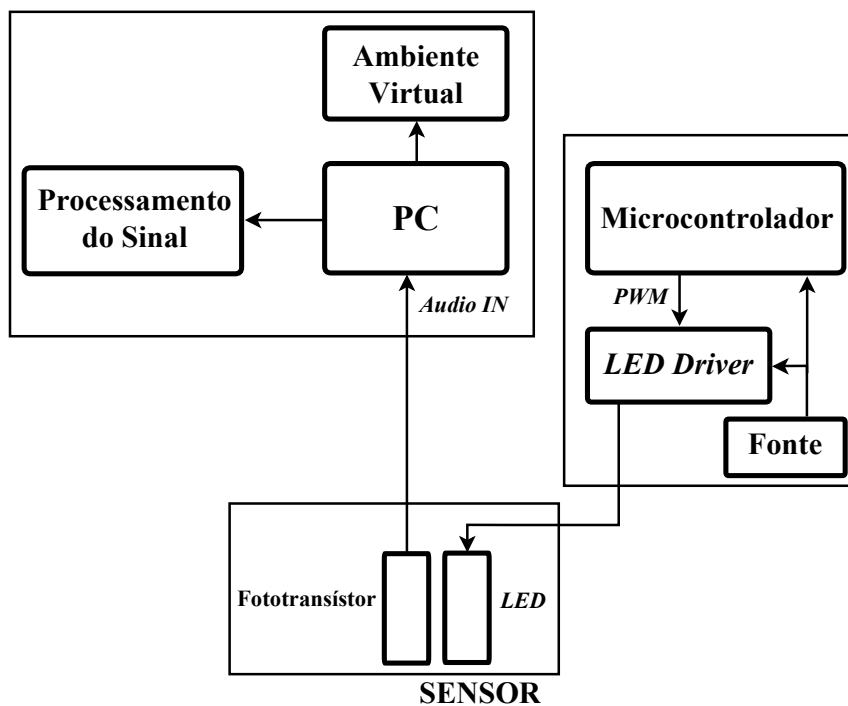 Ambiente
Virtual
Processamento
do Sinal
PC
Audio IN
Microcontrolador
PWM
LED Driver
Fonte
Fototransístor
LED
SENSOR